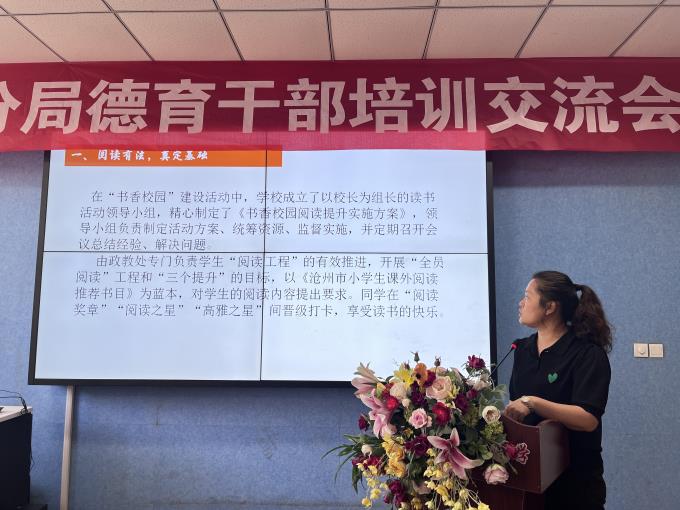 分局德育干部培训交流会
一、阅读有法，奠定基础
在“书香校园”建设活动中，学校成立了以校长为组长的读书
活动领导小组，精心制定了《书香校园阅读提升实施方案》，领
导小组负责制定活动方案、统筹资源、监督实施，并定期召开会
议总结经验、解决问题。
由政教处专门负责学生“阅读工程”的有效推进，开展“全员
阅读”工程和“三个提升”的目标，以《沧州市小学生课外阅读
推荐书目》为蓝本，对学生的阅读内容提出要求。同学在“阅读
奖章”“阅读之星”“高雅之星”间晋级打卡，享受读书的快乐。